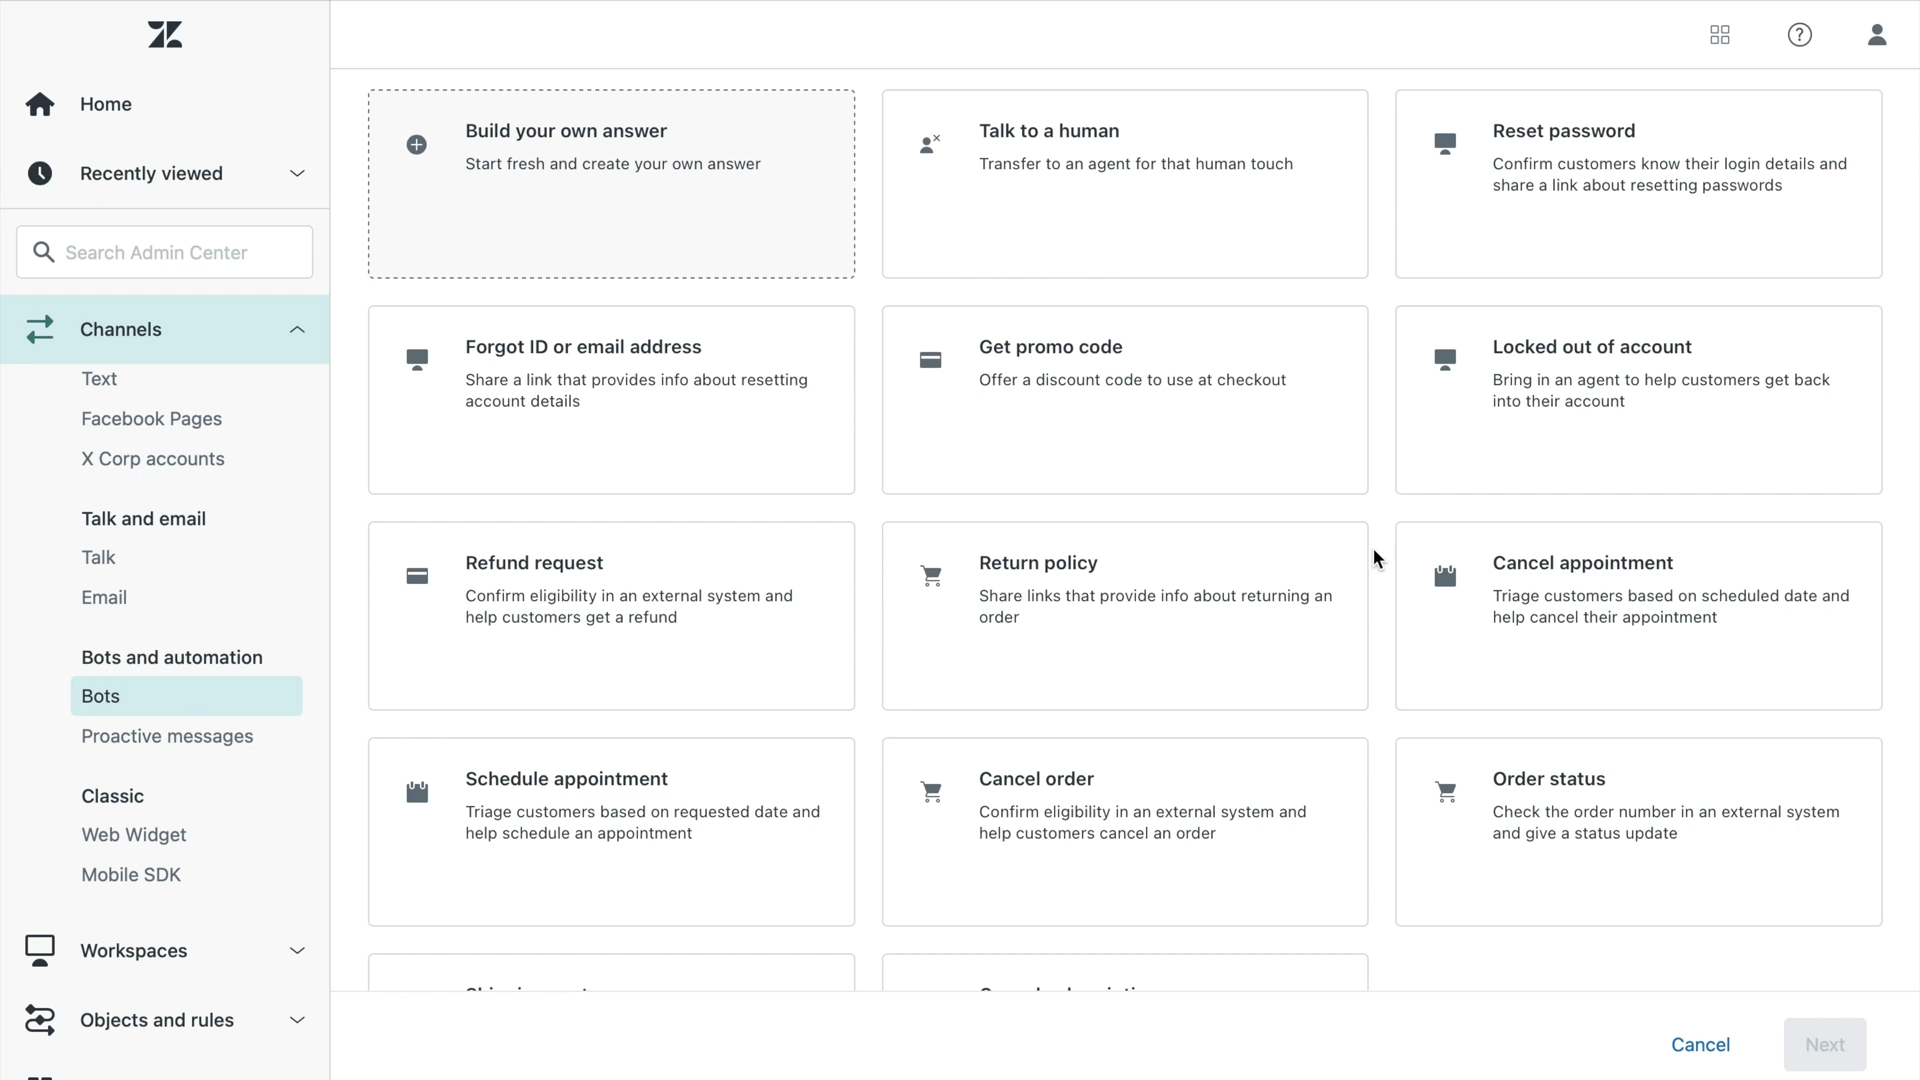 Home
Recently viewed
Search Admin Center
Channels
Text
Facebook Pages
X Corp accounts
Talk and email
Talk
Email
Bots and automation
Bots
Proactive messages
Classic
Web Widget
Mobile SDK
Workspaces
Objects and rules
Build your own answer
Start fresh and create your own answer
Talk to a human
Transfer to an agent for that human touch
Reset password
Confirm customers know their login details and
share a link about resetting passwords
Forgot ID or email address
Share a link that provides info about resetting
account details
Get promo code
Offer a discount code to use at checkout
Locked out of account
Bring in an agent to help customers get back
into their account
Refund request
Confirm eligibility in an external system and
help customers get a refund
Return policy
Share links that provide info about returning an
order
Cancel appointment
Triage customers based on scheduled date and
help cancel their appointment
Schedule appointment
Triage customers based on requested date and
help schedule an appointment
Cancel order
Confirm eligibility in an external system and
help customers cancel an order
Order status
Check the order number in an external system
and give a status update
Cancel
Next